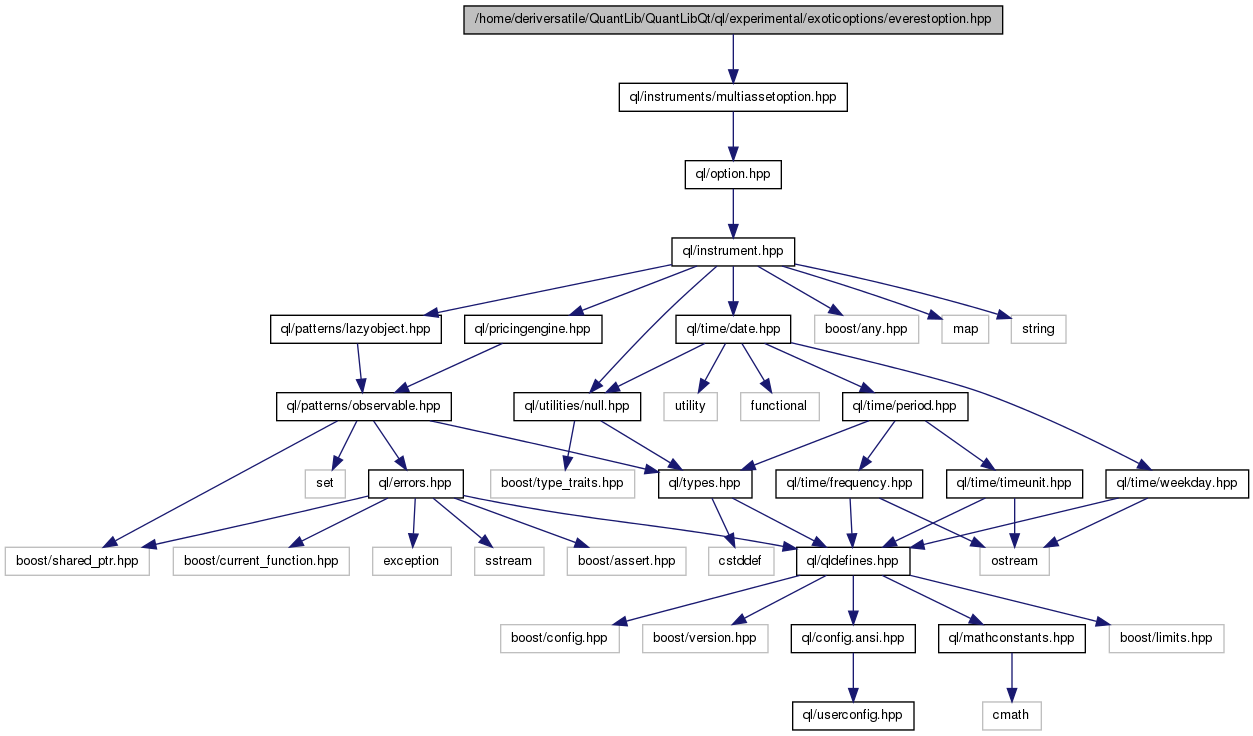 /home/deriversatile/QuantLib/QuantLibQt/ql/experimental/exoticoptions/everestoption.hpp
ql/instruments/multiassetoption.hpp
ql/option.hpp
ql/instrument.hpp
ql/patterns/lazyobject.hpp
ql/pricingengine.hpp
ql/time/date.hpp
boost/any.hpp
map
string
ql/patterns/observable.hpp
ql/utilities/null.hpp
utility
functional
ql/time/period.hpp
set
ql/errors.hpp
boost/type_traits.hpp
ql/types.hpp
ql/time/frequency.hpp
ql/time/timeunit.hpp
ql/time/weekday.hpp
boost/shared_ptr.hpp
boost/current_function.hpp
exception
sstream
boost/assert.hpp
cstddef
ql/qldefines.hpp
ostream
boost/config.hpp
boost/version.hpp
ql/config.ansi.hpp
ql/mathconstants.hpp
boost/limits.hpp
ql/userconfig.hpp
cmath